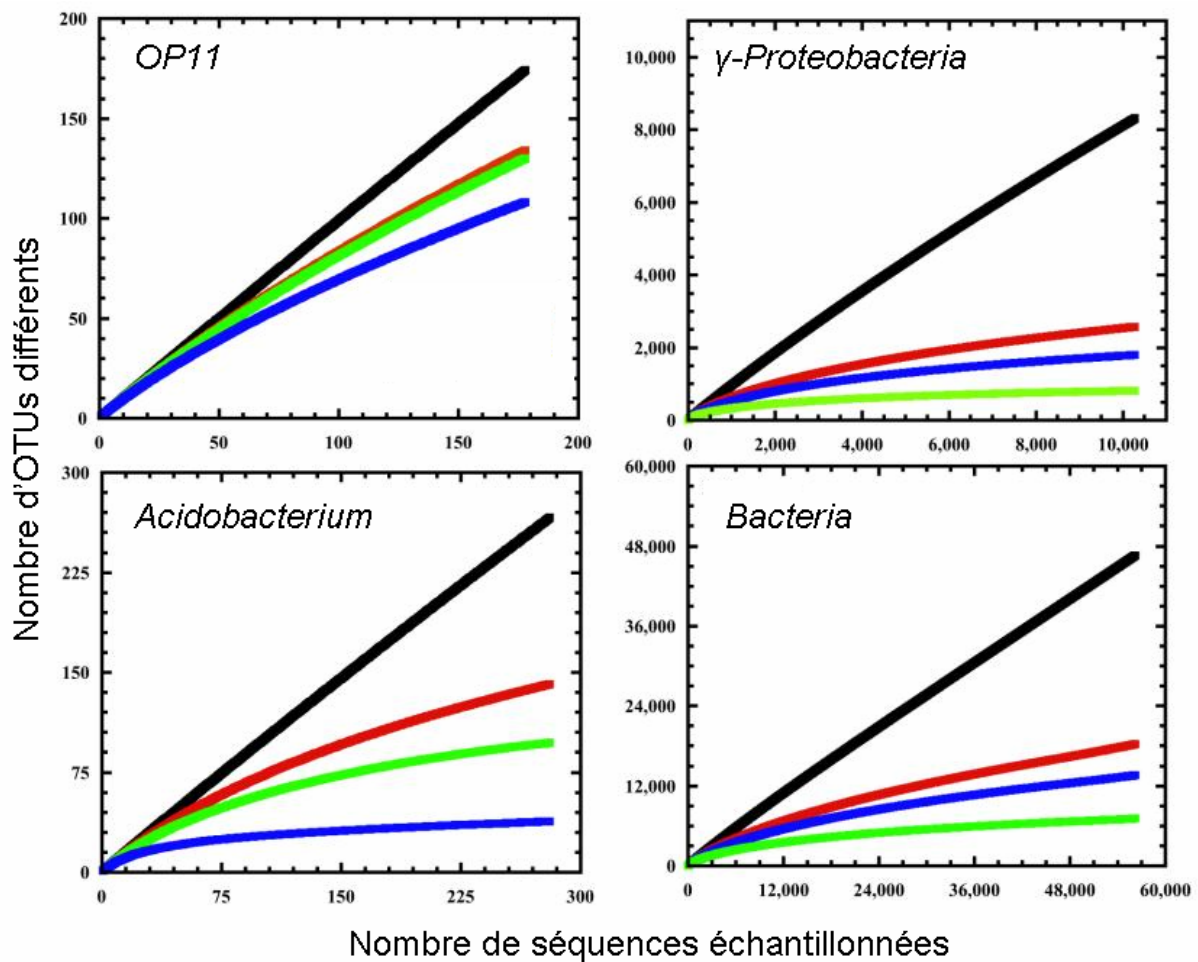 Nombre d'OTUs différents
OP11
200
150
100
50
0
0 50 100 150 200
γ-Proteobacteria
10,000
8,000
6,000
4,000
2,000
0
2,000 4,000 6,000 8,000 10,000
Acidobacterium
300
225
150
75
0
0 75 150 225 300
Bacteria
60,000
48,000
36,000
24,000
12,000
0
0 12,000 24,000 36,000 48,000 60,000
Nombre de séquences échantillonnées